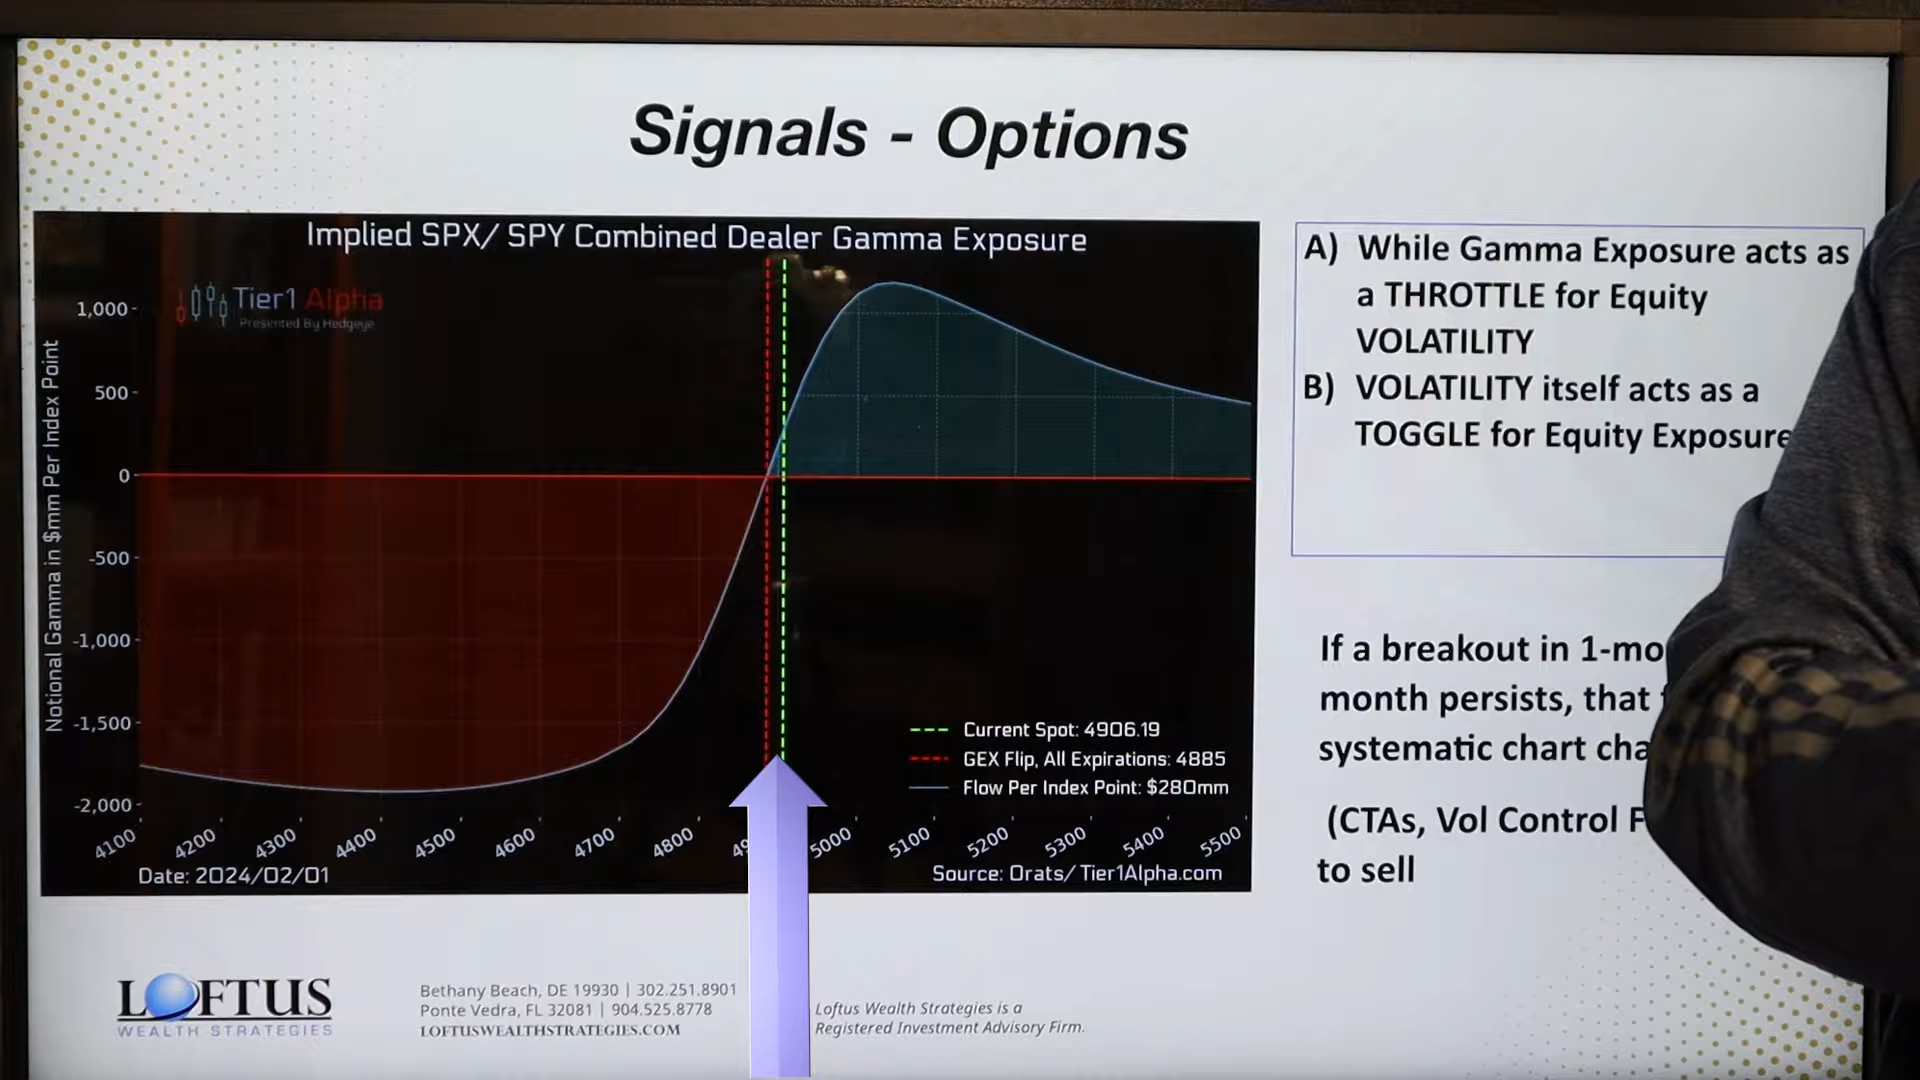 Signals - Options
Implied SPX/ SPY Combined Dealer Gamma Exposure
Tier1 Alpha
Presented By Hedgeye
Notional Gamma in $mm Per Index Point
1,000
500
0
-500
-1,000
-1,500
-2,000
4100 4200 4300 4400 4500 4600 4700 4800 5000 5100 5200 5300 5400 5500
Current Spot: 4906.19
GEX Flip, All Expirations: 4885
Flow Per Index Point: $280mm
Date: 2024/02/01
Source: Orats/ Tier1Alpha.com
A) While Gamma Exposure acts as
a THROTTLE for Equity
VOLATILITY
B) VOLATILITY itself acts as a
TOGGLE for Equity Exposure
If a breakout in 1-mo
month persists, that
systematic chart cha
(CTAs, Vol Control F
to sell
LOFTUS
WEALTH STRATEGIES
Bethany Beach, DE 19930 | 302.251.8901
Ponte Vedra, FL 32081 | 904.525.8778
LOFTUSWEALTHSTRATEGIES.COM
Loftus Wealth Strategies is a
Registered Investment Advisory Firm.